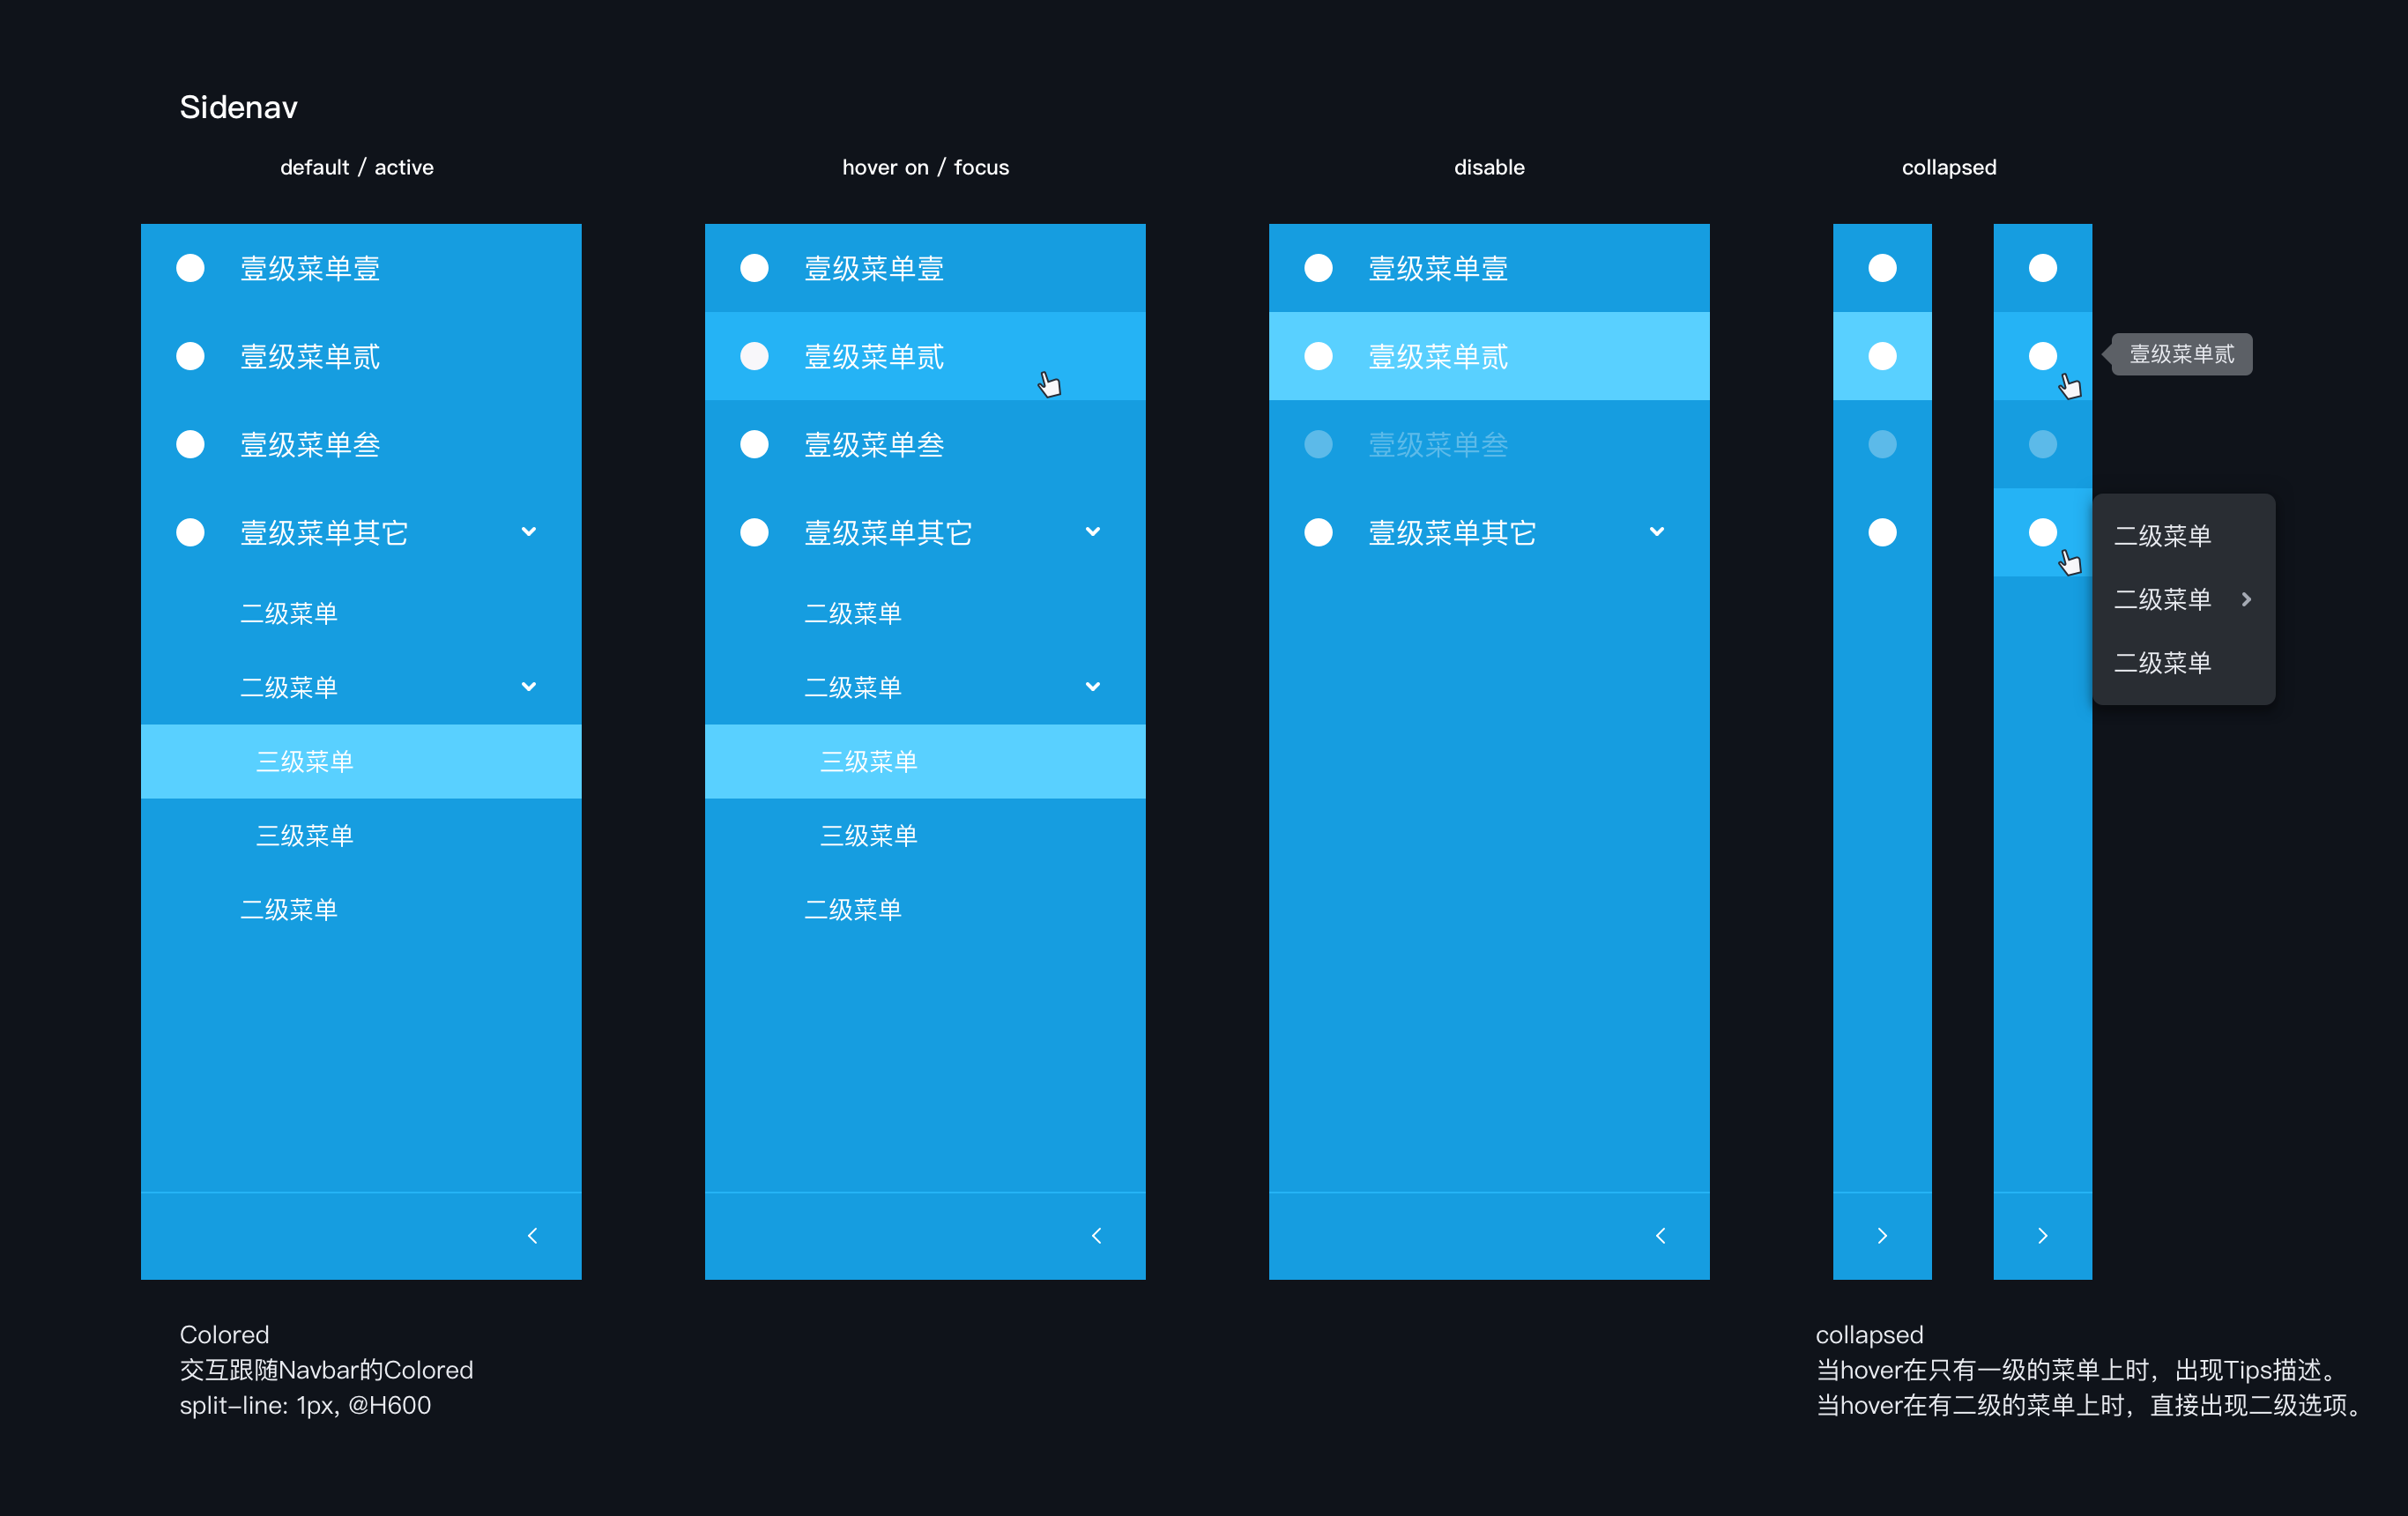 Sidenav
default / active
壹级菜单壹
壹级菜单贰
壹级菜单叁
壹级菜单其它
二级菜单
二级菜单
三级菜单
三级菜单
二级菜单
hover on / focus
壹级菜单壹
壹级菜单贰
壹级菜单叁
壹级菜单其它
二级菜单
二级菜单
三级菜单
三级菜单
二级菜单
disable
壹级菜单壹
壹级菜单贰
壹级菜单叁
壹级菜单其它
collapsed
壹级菜单贰
二级菜单
二级菜单
二级菜单
Colored
交互跟随Navbar的Colored
split-line: 1px, @H600
collapsed
当hover在只有一级的菜单上时，出现Tips描述。
当hover在有二级的菜单上时，直接出现二级选项。